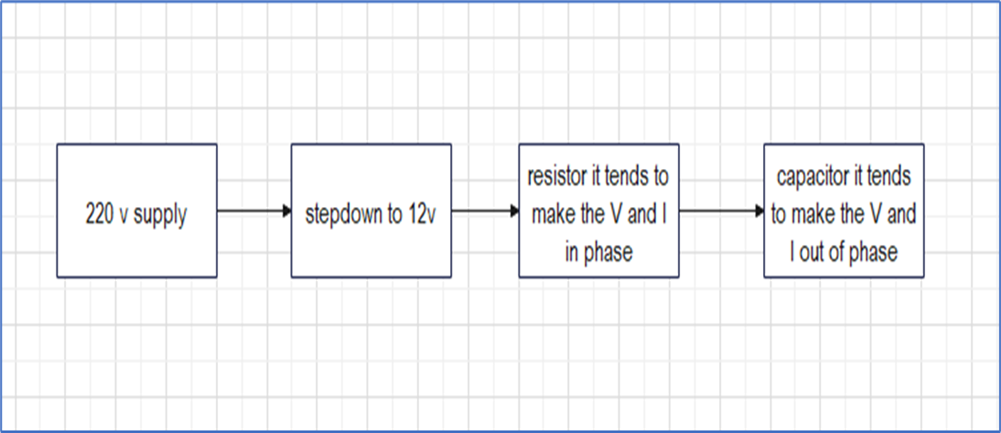 220 v supply
stepdown to 12v
resistor it tends to
make the V and I
in phase
capacitor it tends
to make the V and
I out of phase